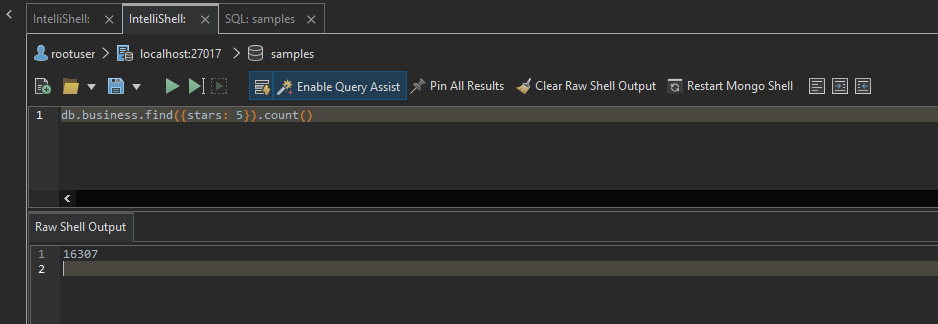 IntelliShell: IntelliShell: SQL: samples
rootuser localhost:27017 samples
Enable Query Assist Pin All Results Clear Raw Shell Output Restart Mongo Shell
1 db.business.find({stars: 5}).count()
Raw Shell Output
1 16307
2